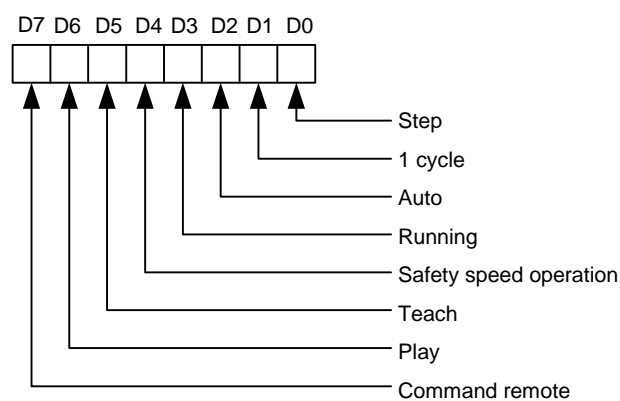 D7 D6 D5 D4 D3 D2 D1 D0
Step
1 cycle
Auto
Running
Safety speed operation
Teach
Play
Command remote